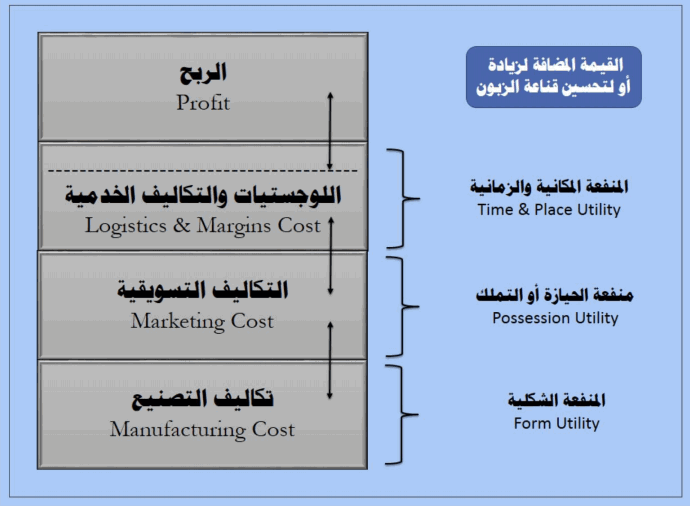 القيمة المضافة لزيادة
أو لتحسين قناعة الزبون
الربح
Profit
اللوجستيات والتكاليف الخدمية
Logistics & Margins Cost
المنفعة المكانية والزمانية
Time & Place Utility
التكاليف التسويقية
Marketing Cost
منفعة الحيازة أو التملك
Possession Utility
تكاليف التصنيع
Manufacturing Cost
المنفعة الشكلية
Form Utility